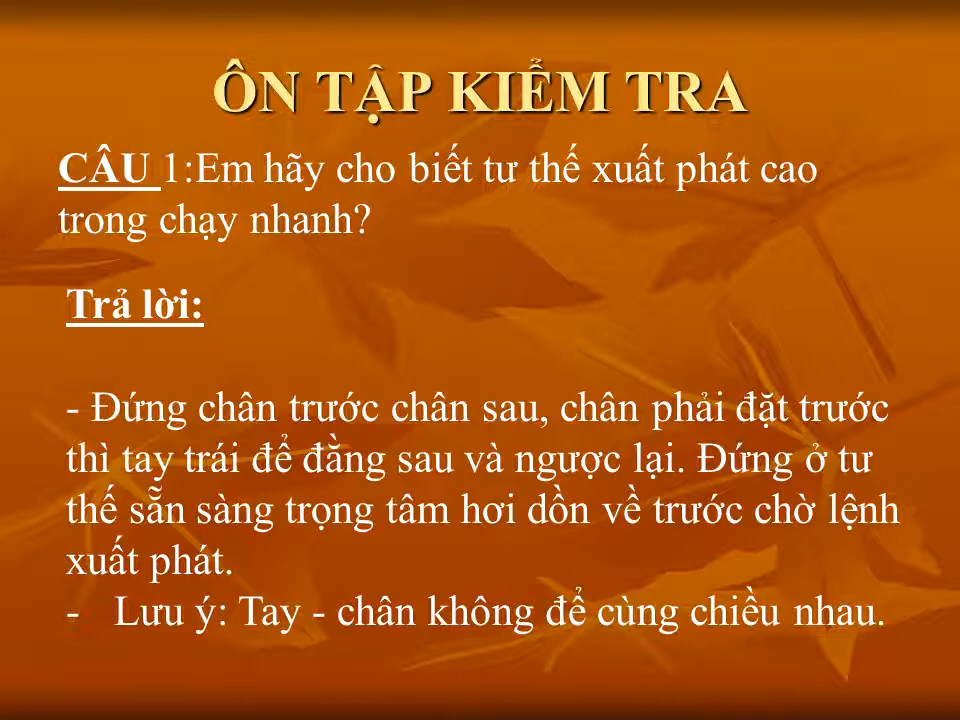 ÔN TẬP KIỂM TRA
CÂU 1:Em hãy cho biết tư thế xuất phát cao
trong chạy nhanh?
Trả lời:
- Đứng chân trước chân sau, chân phải đặt trước
thì tay trái để đằng sau và ngược lại. Đứng ở tư
thế sẵn sàng trọng tâm hơi dồn về trước chờ lệnh
xuất phát.
- Lưu ý: Tay - chân không để cùng chiều nhau.